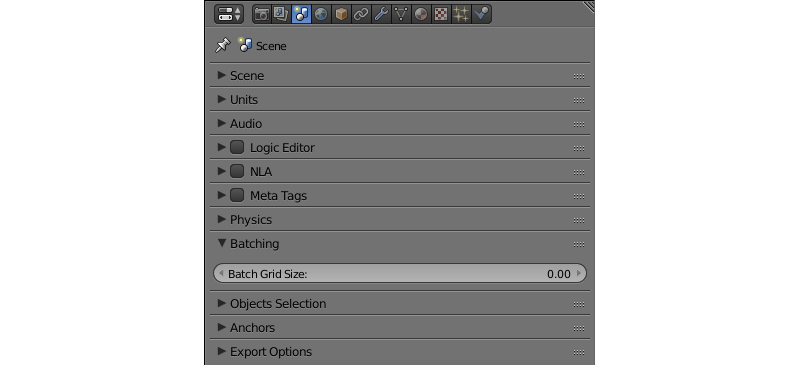 Scene
Scene
Units
Audio
Logic Editor
NLA
Meta Tags
Physics
Batching
Batch Grid Size: 0.00
Objects Selection
Anchors
Export Options